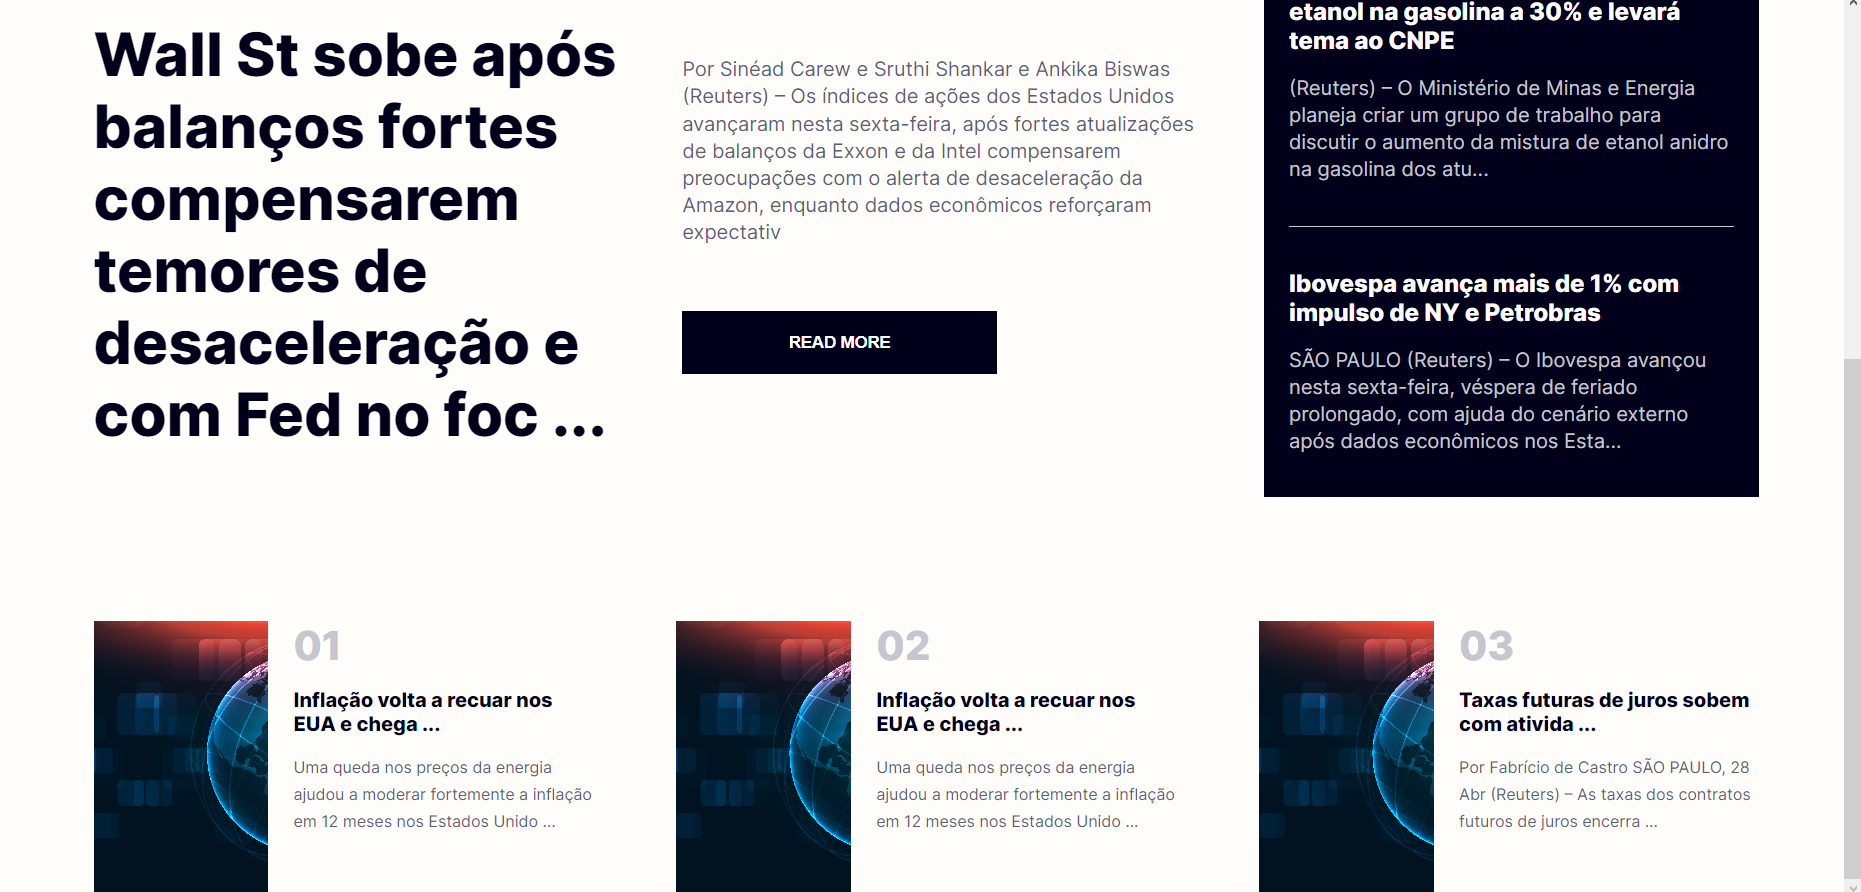 Wall St sobe após
balanços fortes
compensarem
temores de
desaceleração e
com Fed no foc ...
Por Sinéad Carew e Sruthi Shankar e Ankika Biswas
(Reuters) – Os índices de ações dos Estados Unidos
avançaram nesta sexta-feira, após fortes atualizações
de balanços da Exxon e da Intel compensarem
preocupações com o alerta de desaceleração da
Amazon, enquanto dados econômicos reforçaram
expectativ
READ MORE
etanol na gasolina a 30% e levará
tema ao CNPE
(Reuters) – O Ministério de Minas e Energia
planeja criar um grupo de trabalho para
discutir o aumento da mistura de etanol anidro
na gasolina dos atu...
Ibovespa avança mais de 1% com
impulso de NY e Petrobras
SÃO PAULO (Reuters) – O Ibovespa avançou
nesta sexta-feira, véspera de feriado
prolongado, com ajuda do cenário externo
após dados econômicos nos Esta...
01
Inflação volta a recuar nos
EUA e chega ...
Uma queda nos preços da energia
ajudou a moderar fortemente a inflação
em 12 meses nos Estados Unido ...
02
Inflação volta a recuar nos
EUA e chega ...
Uma queda nos preços da energia
ajudou a moderar fortemente a inflação
em 12 meses nos Estados Unido ...
03
Taxas futuras de juros sobem
com ativida ...
Por Fabrício de Castro SÃO PAULO, 28
Abr (Reuters) – As taxas dos contratos
futuros de juros encerra ...